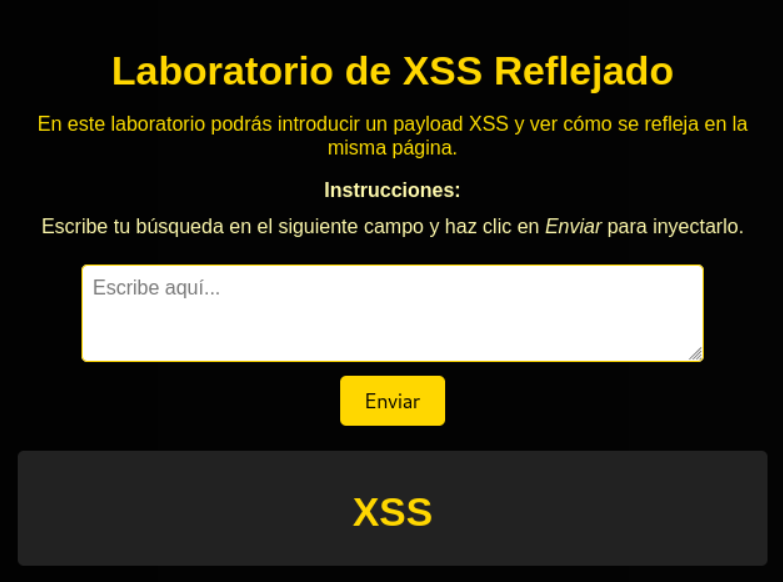 Laboratorio de XSS Reflejado
En este laboratorio podrás introducir un payload XSS y ver cómo se refleja en la
misma página.
Instrucciones:
Escribe tu búsqueda en el siguiente campo y haz clic en Enviar para inyectarlo.
Escribe aquí...
Enviar
XSS